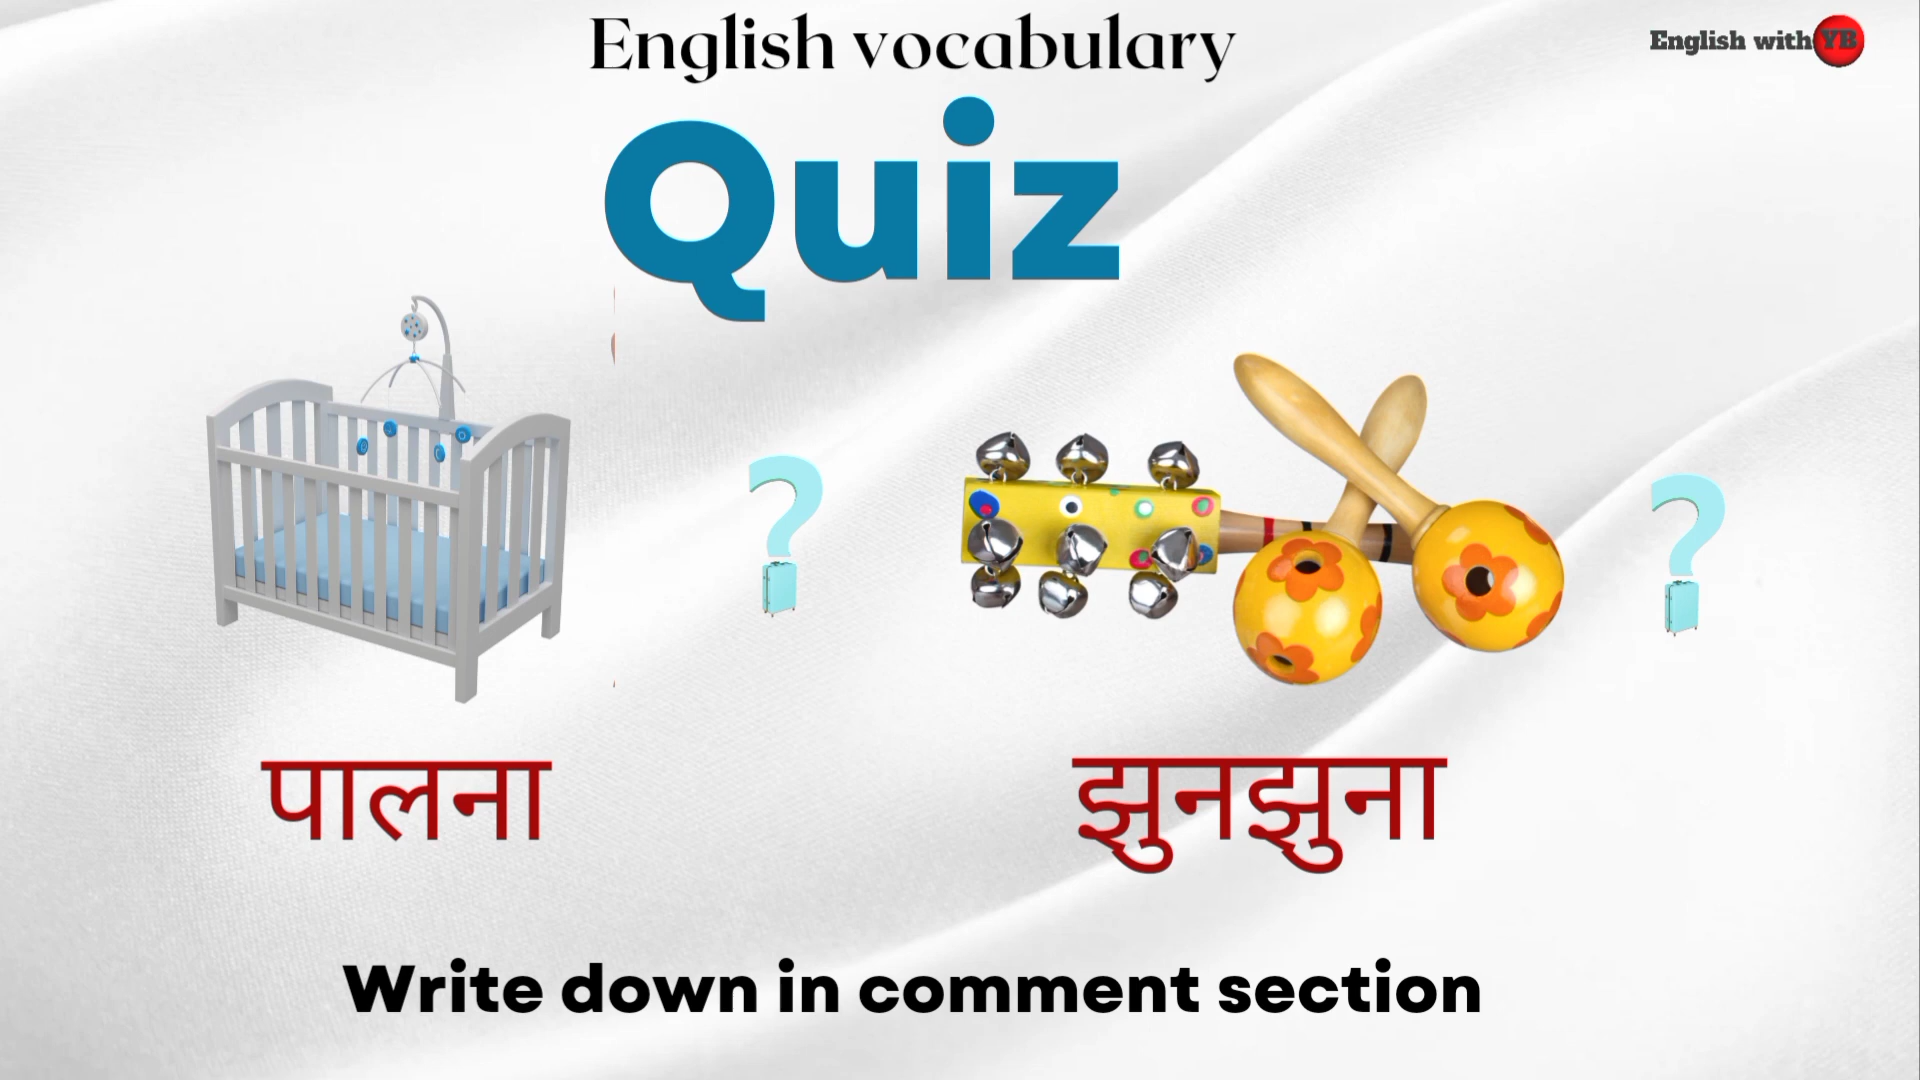 English vocabulary
English with YB
Quiz
?
?
पालना
झुनझुना
Write down in comment section